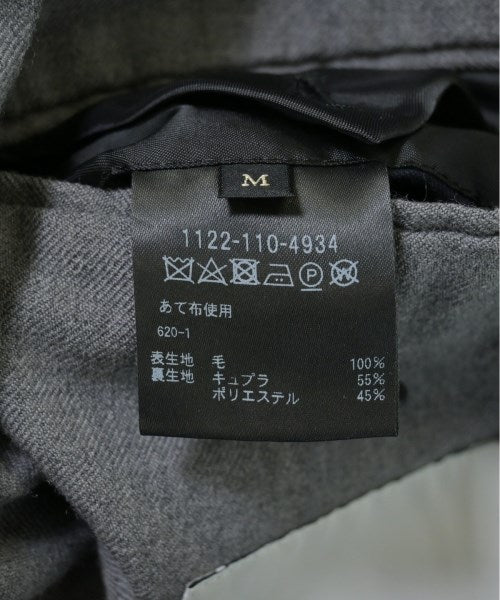 M
1122-110-4934
P W
あて布使用
620-1
表生地 毛 100%
裏生地 キュプラ 55%
ポリエステル 45%